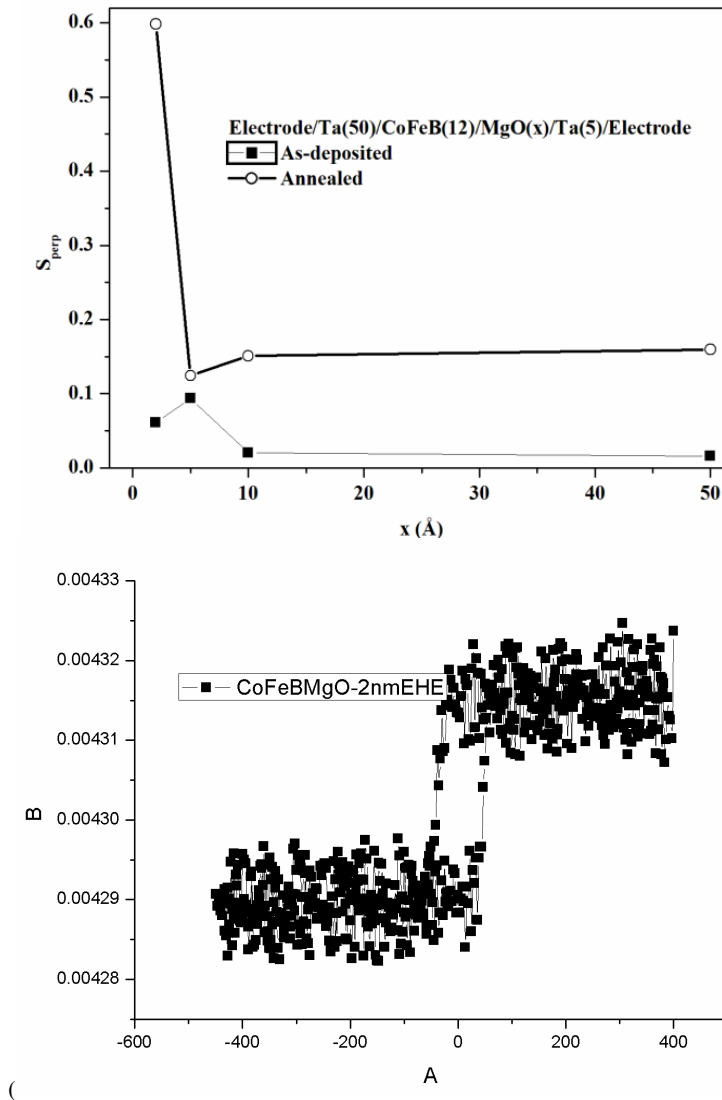 0.6
0.5
0.4
0.3
0.2
0.1
0.0
S_perp
Electrode/Ta(50)/CoFeB(12)/MgO(x)/Ta(5)/Electrode
As-deposited
Annealed
0 10 20 30 40 50
x (Å)
0.00433
0.00432
0.00431
0.00430
0.00429
0.00428
B
CoFeBMgO-2nmEHE
-600 -400 -200 0 200 400
A
(